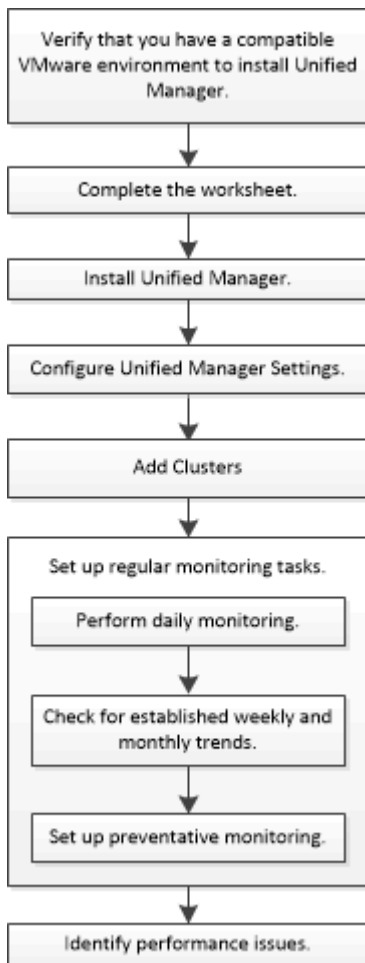 Verify that you have a compatible
VMware environment to install Unified
Manager.
Complete the worksheet.
Install Unified Manager.
Configure Unified Manager Settings.
Add Clusters
Set up regular monitoring tasks.
Perform daily monitoring.
Check for established weekly and
monthly trends.
Set up preventative monitoring.
Identify performance issues.